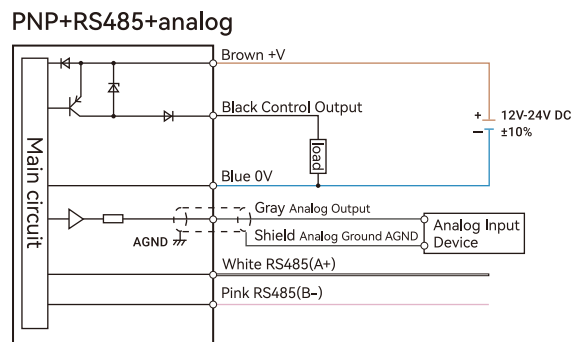 PNP+RS485+analog
Brown +V
Black Control Output
+ 12V-24V DC
− ±10%
load
Main circuit
Blue 0V
Gray Analog Output
Analog Input
Device
AGND
Shield Analog Ground AGND
White RS485(A+)
Pink RS485(B-)